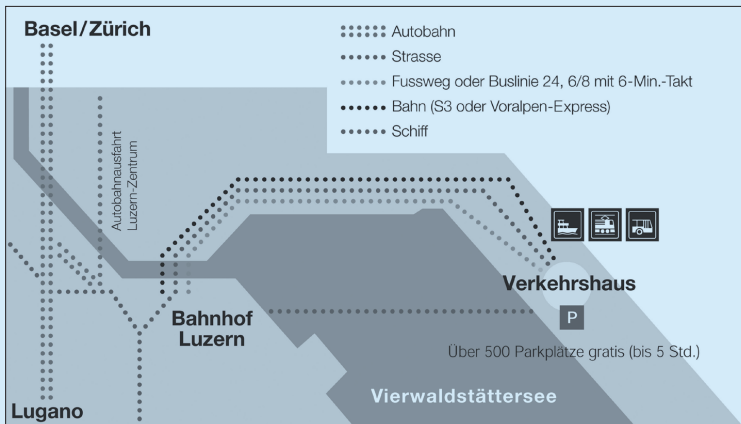 Basel/Zürich
Autobahn
Strasse
Fussweg oder Buslinie 24, 6/8 mit 6-Min.-Takt
Bahn (S3 oder Voralpen-Express)
Schiff
Autobahnausfahrt
Luzern-Zentrum
Verkehrshaus
Bahnhof
Luzern
P
Über 500 Parkplätze gratis (bis 5 Std.)
Vierwaldstättersee
Lugano